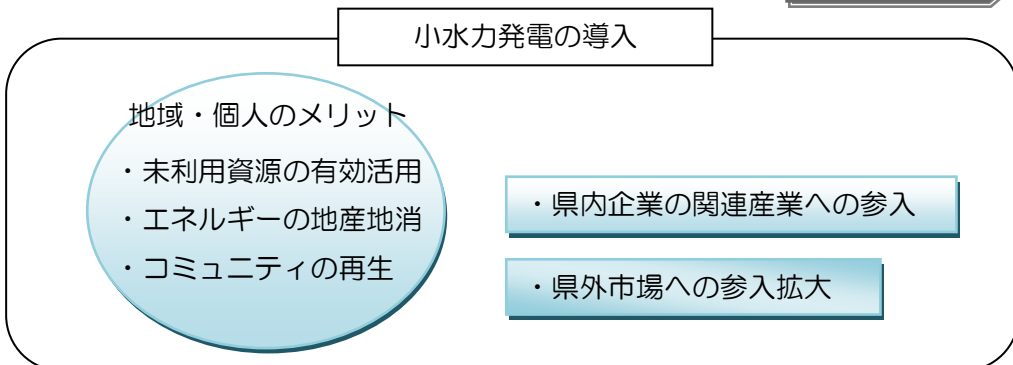 小水力発電の導入
地域・個人のメリット
・未利用資源の有効活用
・エネルギーの地産地消
・コミュニティの再生
・県内企業の関連産業への参入
・県外市場への参入拡大